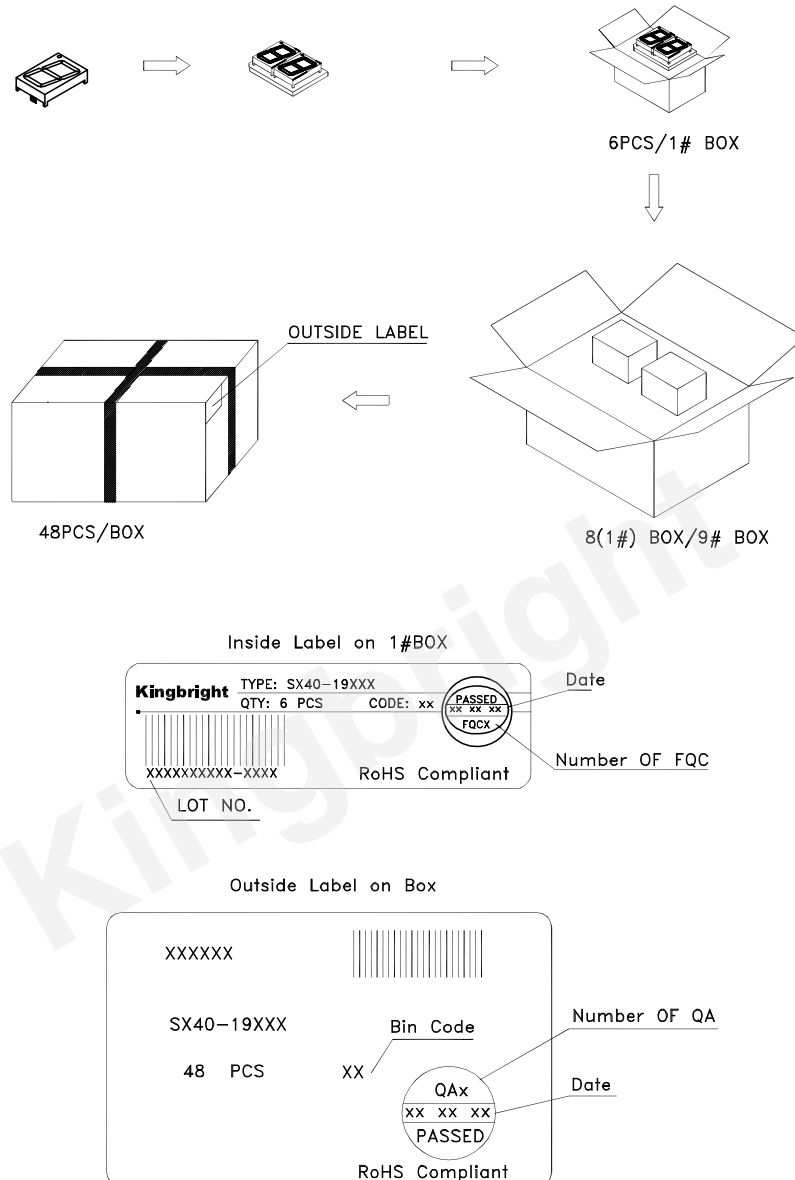 6PCS/1# BOX
OUTSIDE LABEL
48PCS/BOX
8(1#) BOX/9# BOX
Inside Label on 1#BOX
Kingbright
TYPE: SX40-19XXX
QTY: 6 PCS CODE: xx
PASSED
xx xx xx
FQCX
Date
Number OF FQC
XXXXXXXXXX-XXXX
RoHS Compliant
LOT NO.
Kingbright
Outside Label on Box
XXXXXX
SX40-19XXX
Bin Code
Number OF QA
48 PCS
XX
QAx
Date
xx xx xx
PASSED
RoHS Compliant